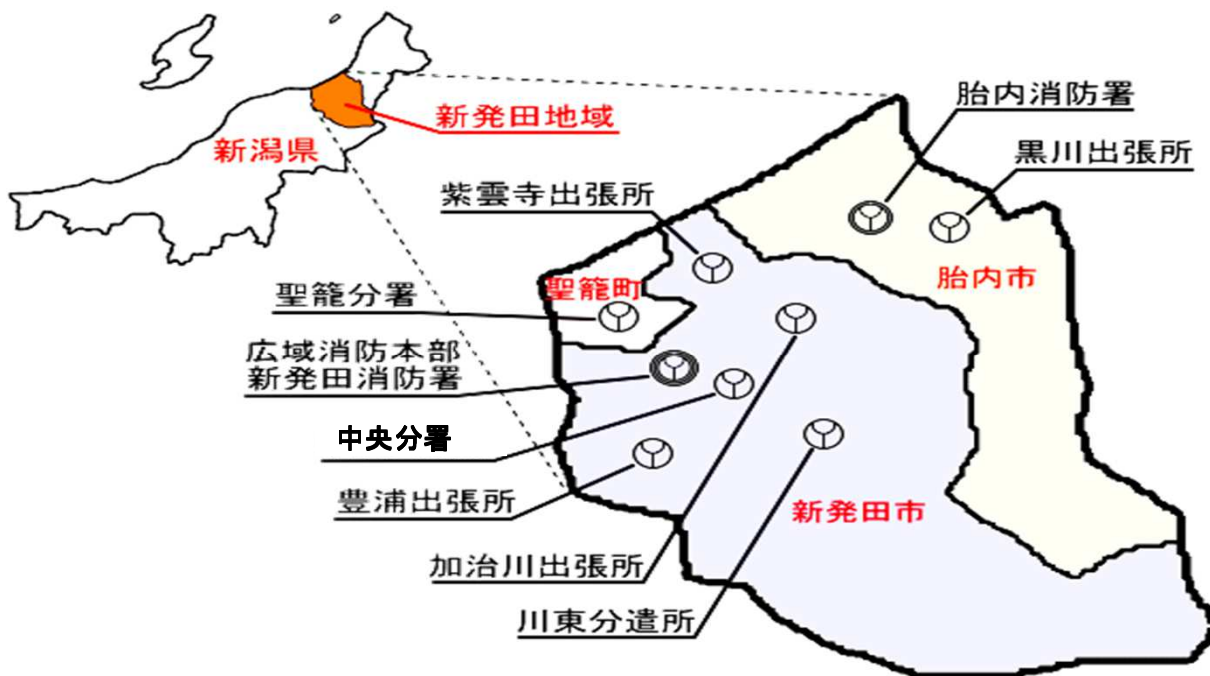 胎内消防署
新発田地域
新潟県
黒川出張所
紫雲寺出張所
胎内市
聖籠町
聖籠分署
広域消防本部
新発田消防署
中央分署
豊浦出張所
新発田市
加治川出張所
川東分遣所